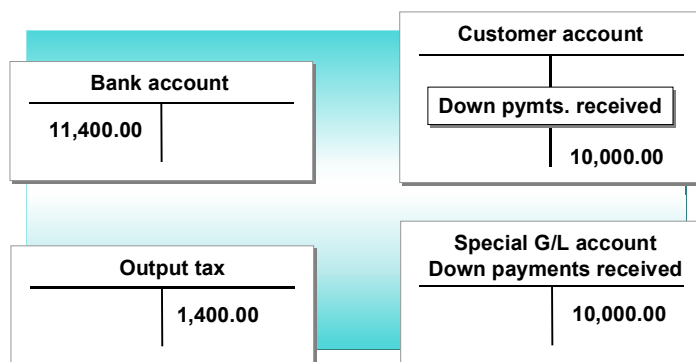 Bank account
11,400.00
Customer account
Down pymts. received
10,000.00
Output tax
1,400.00
Special G/L account
Down payments received
10,000.00